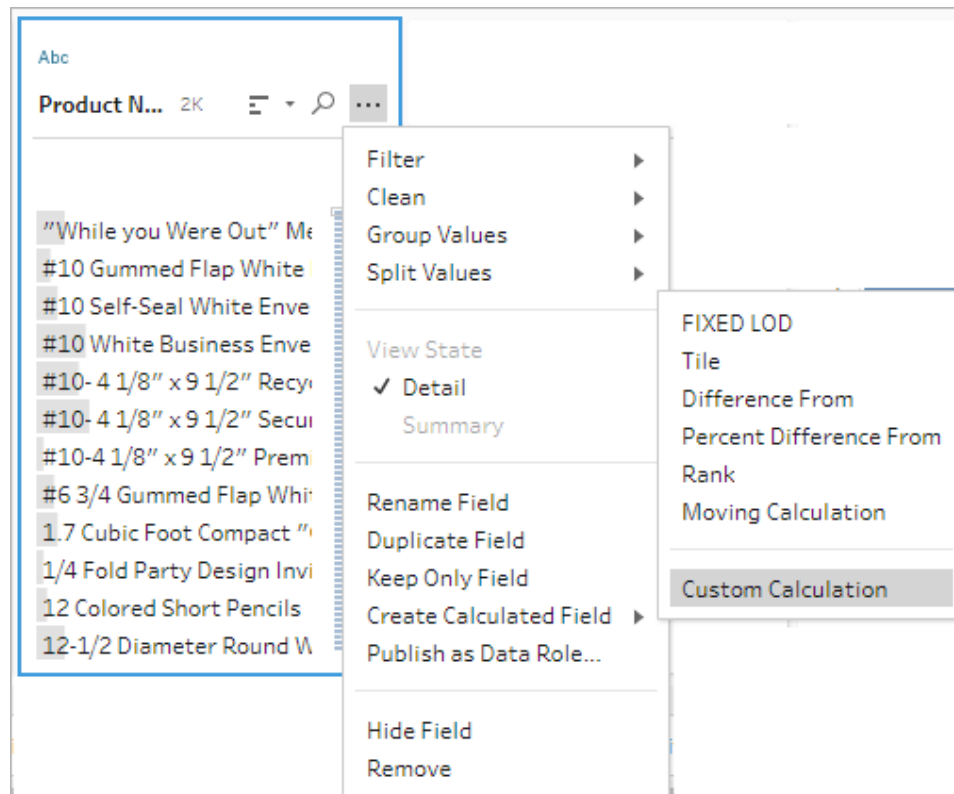 Abc
Product N... 2K ...
"While you Were Out" Me
#10 Gummed Flap White
#10 Self-Seal White Enve
#10 White Business Enve
#10- 4 1/8" x 9 1/2" Recy
#10- 4 1/8" x 9 1/2" Secu
#10-4 1/8" x 9 1/2" Premi
#6 3/4 Gummed Flap Whit
1.7 Cubic Foot Compact "
1/4 Fold Party Design Invi
12 Colored Short Pencils
12-1/2 Diameter Round W
Filter
Clean
Group Values
Split Values
View State
✓ Detail
Summary
Rename Field
Duplicate Field
Keep Only Field
Create Calculated Field
Publish as Data Role...
Hide Field
Remove
FIXED LOD
Tile
Difference From
Percent Difference From
Rank
Moving Calculation
Custom Calculation